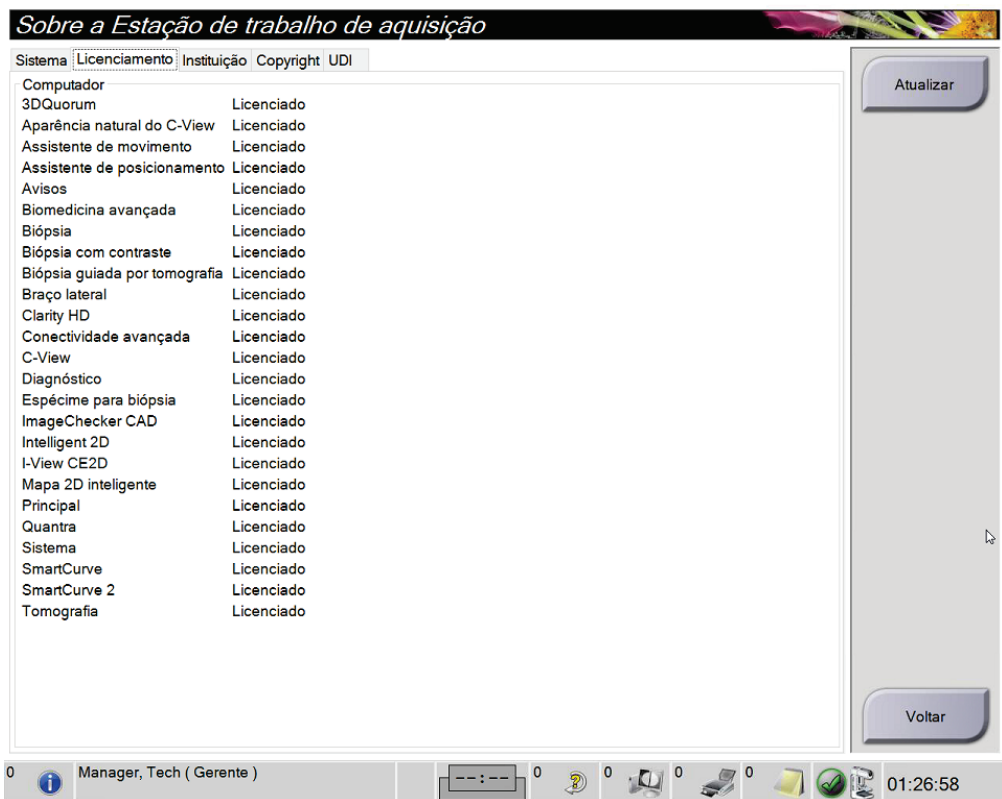 Sobre a Estação de trabalho de aquisição
Sistema Licenciamento Instituição Copyright UDI
Computador
3DQuorum Licenciado
Aparência natural do C-View Licenciado
Assistente de movimento Licenciado
Assistente de posicionamento Licenciado
Avisos Licenciado
Biomedicina avançada Licenciado
Biópsia Licenciado
Biópsia com contraste Licenciado
Biópsia guiada por tomografia Licenciado
Braço lateral Licenciado
Clarity HD Licenciado
Conectividade avançada Licenciado
C-View Licenciado
Diagnóstico Licenciado
Espécime para biópsia Licenciado
ImageChecker CAD Licenciado
Intelligent 2D Licenciado
I-View CE2D Licenciado
Mapa 2D inteligente Licenciado
Principal Licenciado
Quantra Licenciado
Sistema Licenciado
SmartCurve Licenciado
SmartCurve 2 Licenciado
Tomografia Licenciado
Atualizar
Voltar
0 Manager, Tech ( Gerente ) --:-- 0 0 0 0 01:26:58